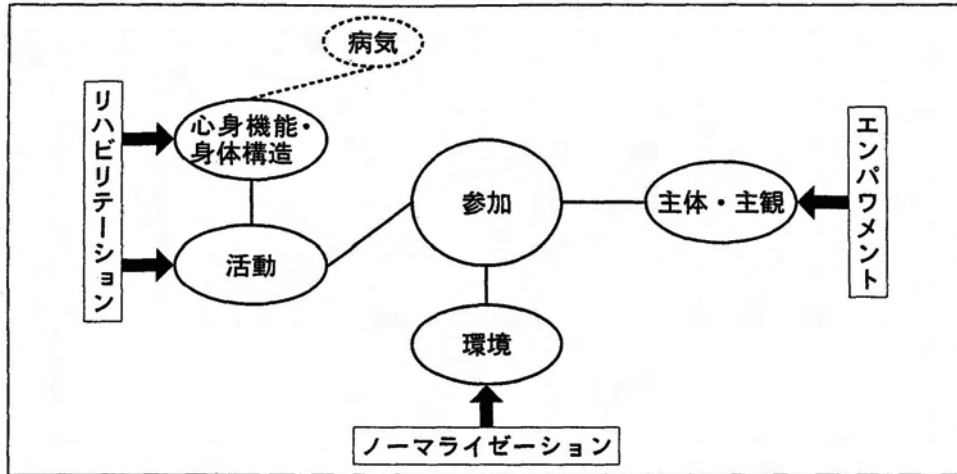 病気
リハビリテーション
心身機能・
身体構造
エンパワメント
参加
主体・主観
活動
環境
ノーマライゼーション